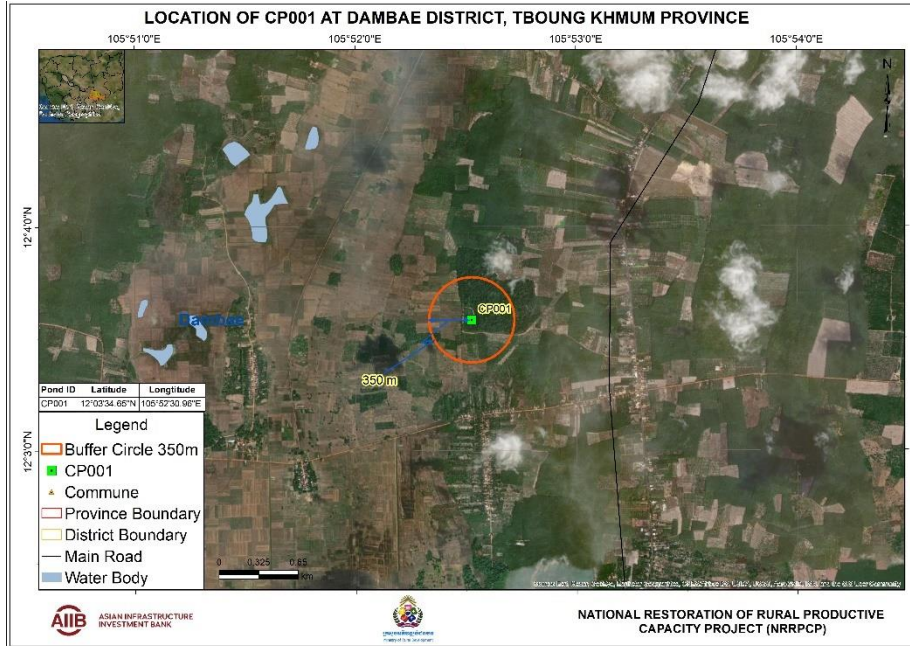 LOCATION OF CP001 AT DAMBAE DISTRICT, TBOUNG KHMUM PROVINCE
105°51'0"E 105°52'0"E 105°53'0"E 105°54'0"E
N
12°4'0"N
CP001
Dambae
350 m
Pond ID Latitude Longtitude
CP001 12°03'34.65"N 105°52'30.96"E
12°3'0"N
Legend
Buffer Circle 350m
CP001
Commune
Province Boundary
District Boundary
Main Road
Water Body
0 0.325 0.65
km
AIIB
ASIAN INFRASTRUCTURE
INVESTMENT BANK
NATIONAL RESTORATION OF RURAL PRODUCTIVE
CAPACITY PROJECT (NRRPCP)